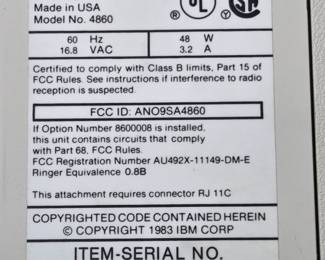 Made in USA
Model No. 4860
® UL ® SA
60 Hz 48 W
16.8 VAC 3.2 A
Certified to comply with Class B limits, Part 15 of
FCC Rules. See instructions if interference to radio
reception is suspected.
FCC ID: ANO9SA4860
If Option Number 8600008 is installed,
this unit contains circuits that comply
with Part 68, FCC Rules.
FCC Registration Number AU492X-11149-DM-E
Ringer Equivalence 0.8B
This attachment requires connector RJ 11C
COPYRIGHTED CODE CONTAINED HEREIN
© COPYRIGHT 1983 IBM CORP
ITEM-SERIAL NO.